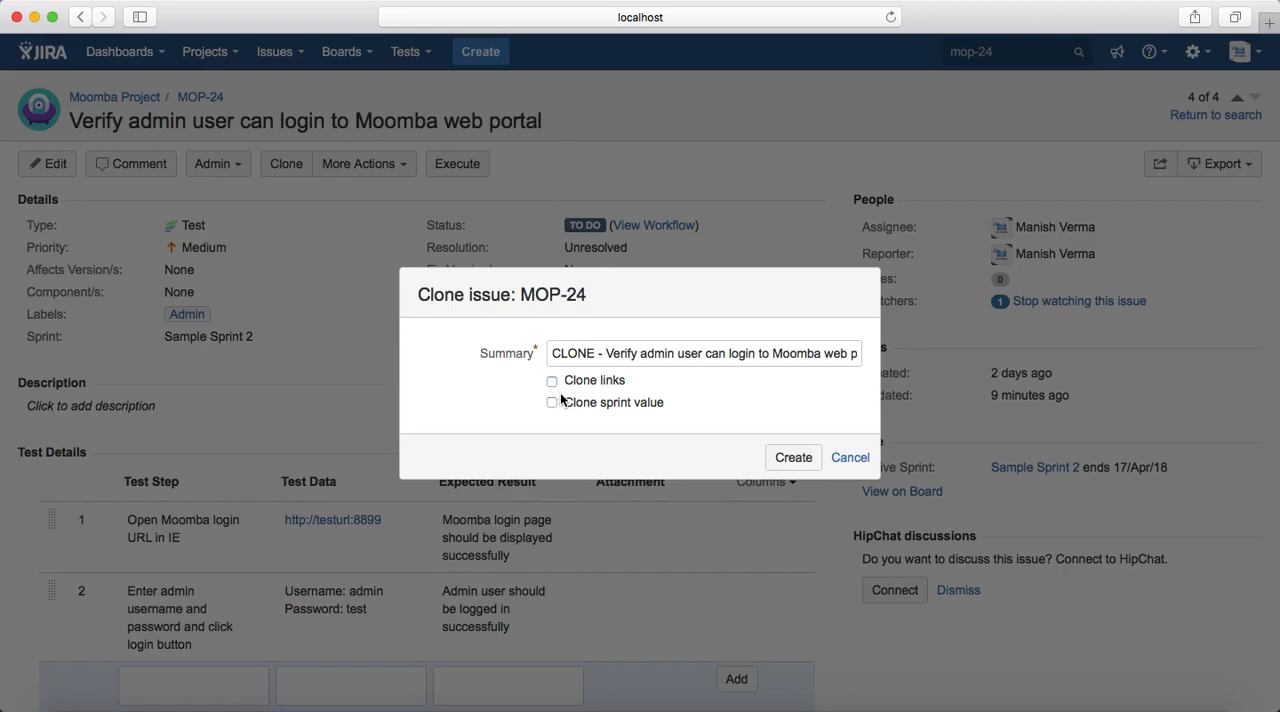 localhost
JIRA Dashboards Projects Issues Boards Tests Create mop-24
Moomba Project / MOP-24
4 of 4
Verify admin user can login to Moomba web portal
Return to search
Edit Comment Admin Clone More Actions Execute Export
Details
People
Type: Test
Status: TO DO (View Workflow)
Assignee: Manish Verma
Priority: Medium
Resolution: Unresolved
Reporter: Manish Verma
Affects Version/s: None
es: 0
Component/s: None
tchers: 1 Stop watching this issue
Labels: Admin
Sprint: Sample Sprint 2
Clone issue: MOP-24
Summary* CLONE - Verify admin user can login to Moomba web p
Clone links
Clone sprint value
Create Cancel
s
ated: 2 days ago
dated: 9 minutes ago
Description
Click to add description
Test Details
ive Sprint: Sample Sprint 2 ends 17/Apr/18
View on Board
Test Step Test Data Expected Result Attachment Columns
1
Open Moomba login
URL in IE
http://testurl:8899
Moomba login page
should be displayed
successfully
HipChat discussions
Do you want to discuss this issue? Connect to HipChat.
Connect Dismiss
2
Enter admin
username and
password and click
login button
Username: admin
Password: test
Admin user should
be logged in
successfully
Add